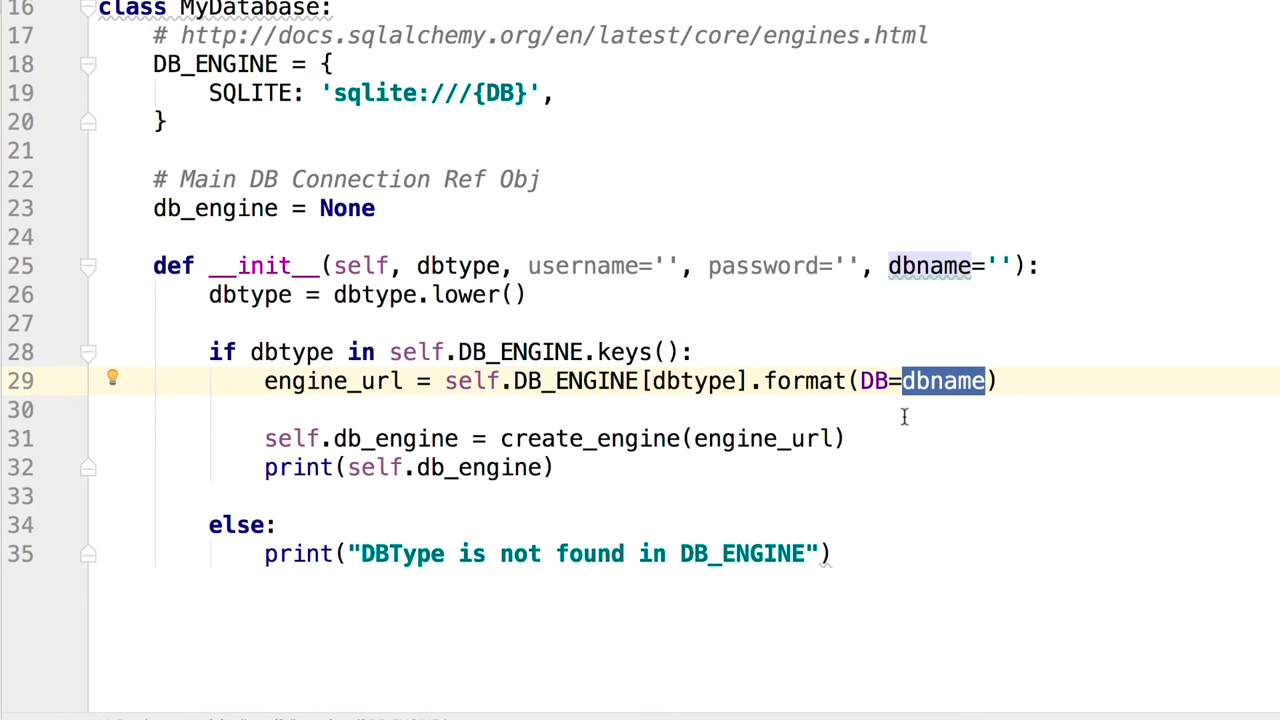 16 class MyDatabase:
17 # http://docs.sqlalchemy.org/en/latest/core/engines.html
18 DB_ENGINE = {
19 SQLITE: 'sqlite:///{DB}',
20 }
21
22 # Main DB Connection Ref Obj
23 db_engine = None
24
25 def __init__(self, dbtype, username='', password='', dbname=''):
26 dbtype = dbtype.lower()
27
28 if dbtype in self.DB_ENGINE.keys():
29 engine_url = self.DB_ENGINE[dbtype].format(DB=dbname)
30
31 self.db_engine = create_engine(engine_url)
32 print(self.db_engine)
33
34 else:
35 print("DBType is not found in DB_ENGINE")